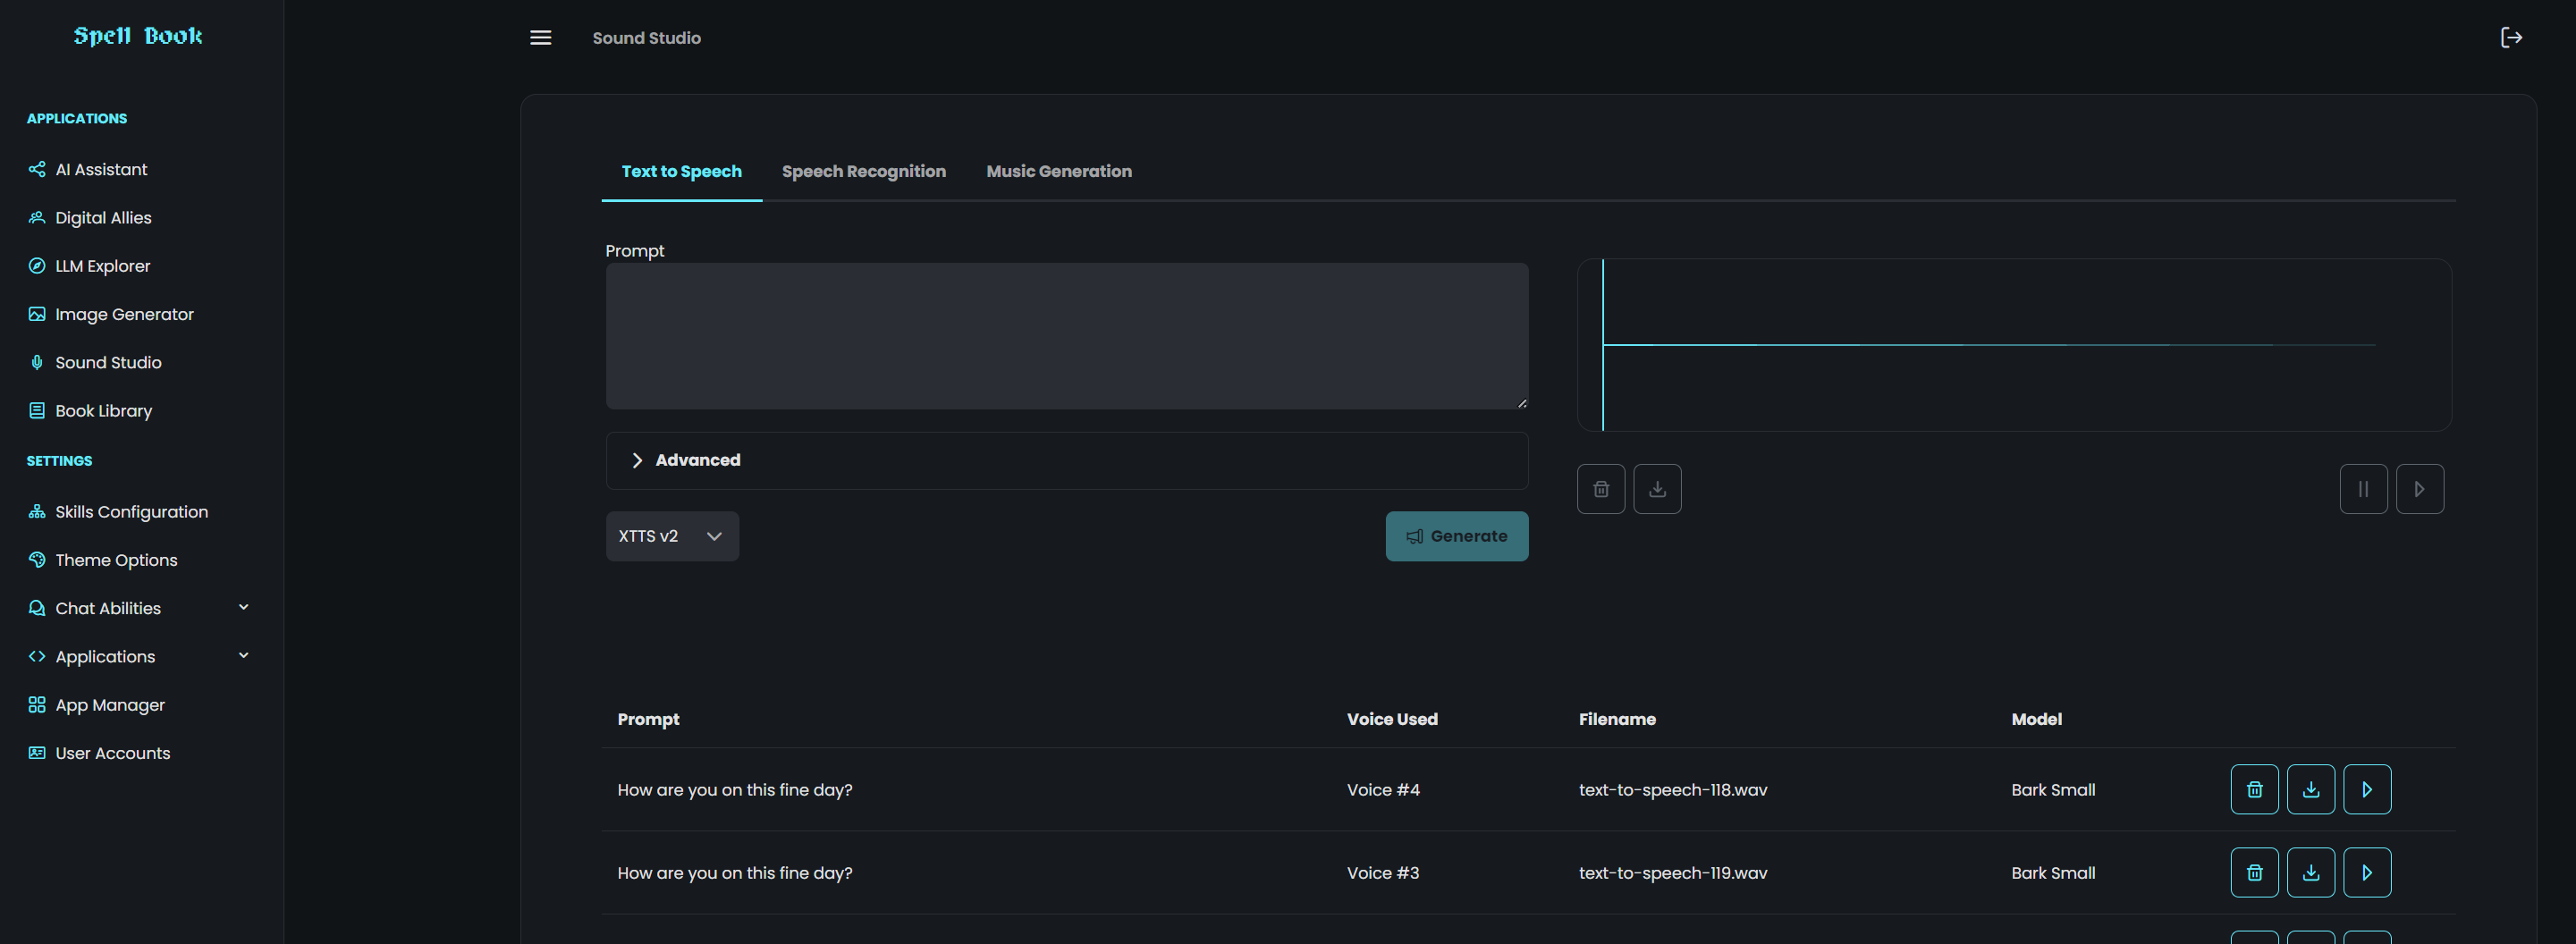 Spell Book
Sound Studio
APPLICATIONS
AI Assistant
Digital Allies
LLM Explorer
Image Generator
Sound Studio
Book Library
SETTINGS
Skills Configuration
Theme Options
Chat Abilities
Applications
App Manager
User Accounts
Text to Speech Speech Recognition Music Generation
Prompt
Advanced
XTTS v2
Generate
Prompt Voice Used Filename Model
How are you on this fine day? Voice #4 text-to-speech-118.wav Bark Small
How are you on this fine day? Voice #3 text-to-speech-119.wav Bark Small